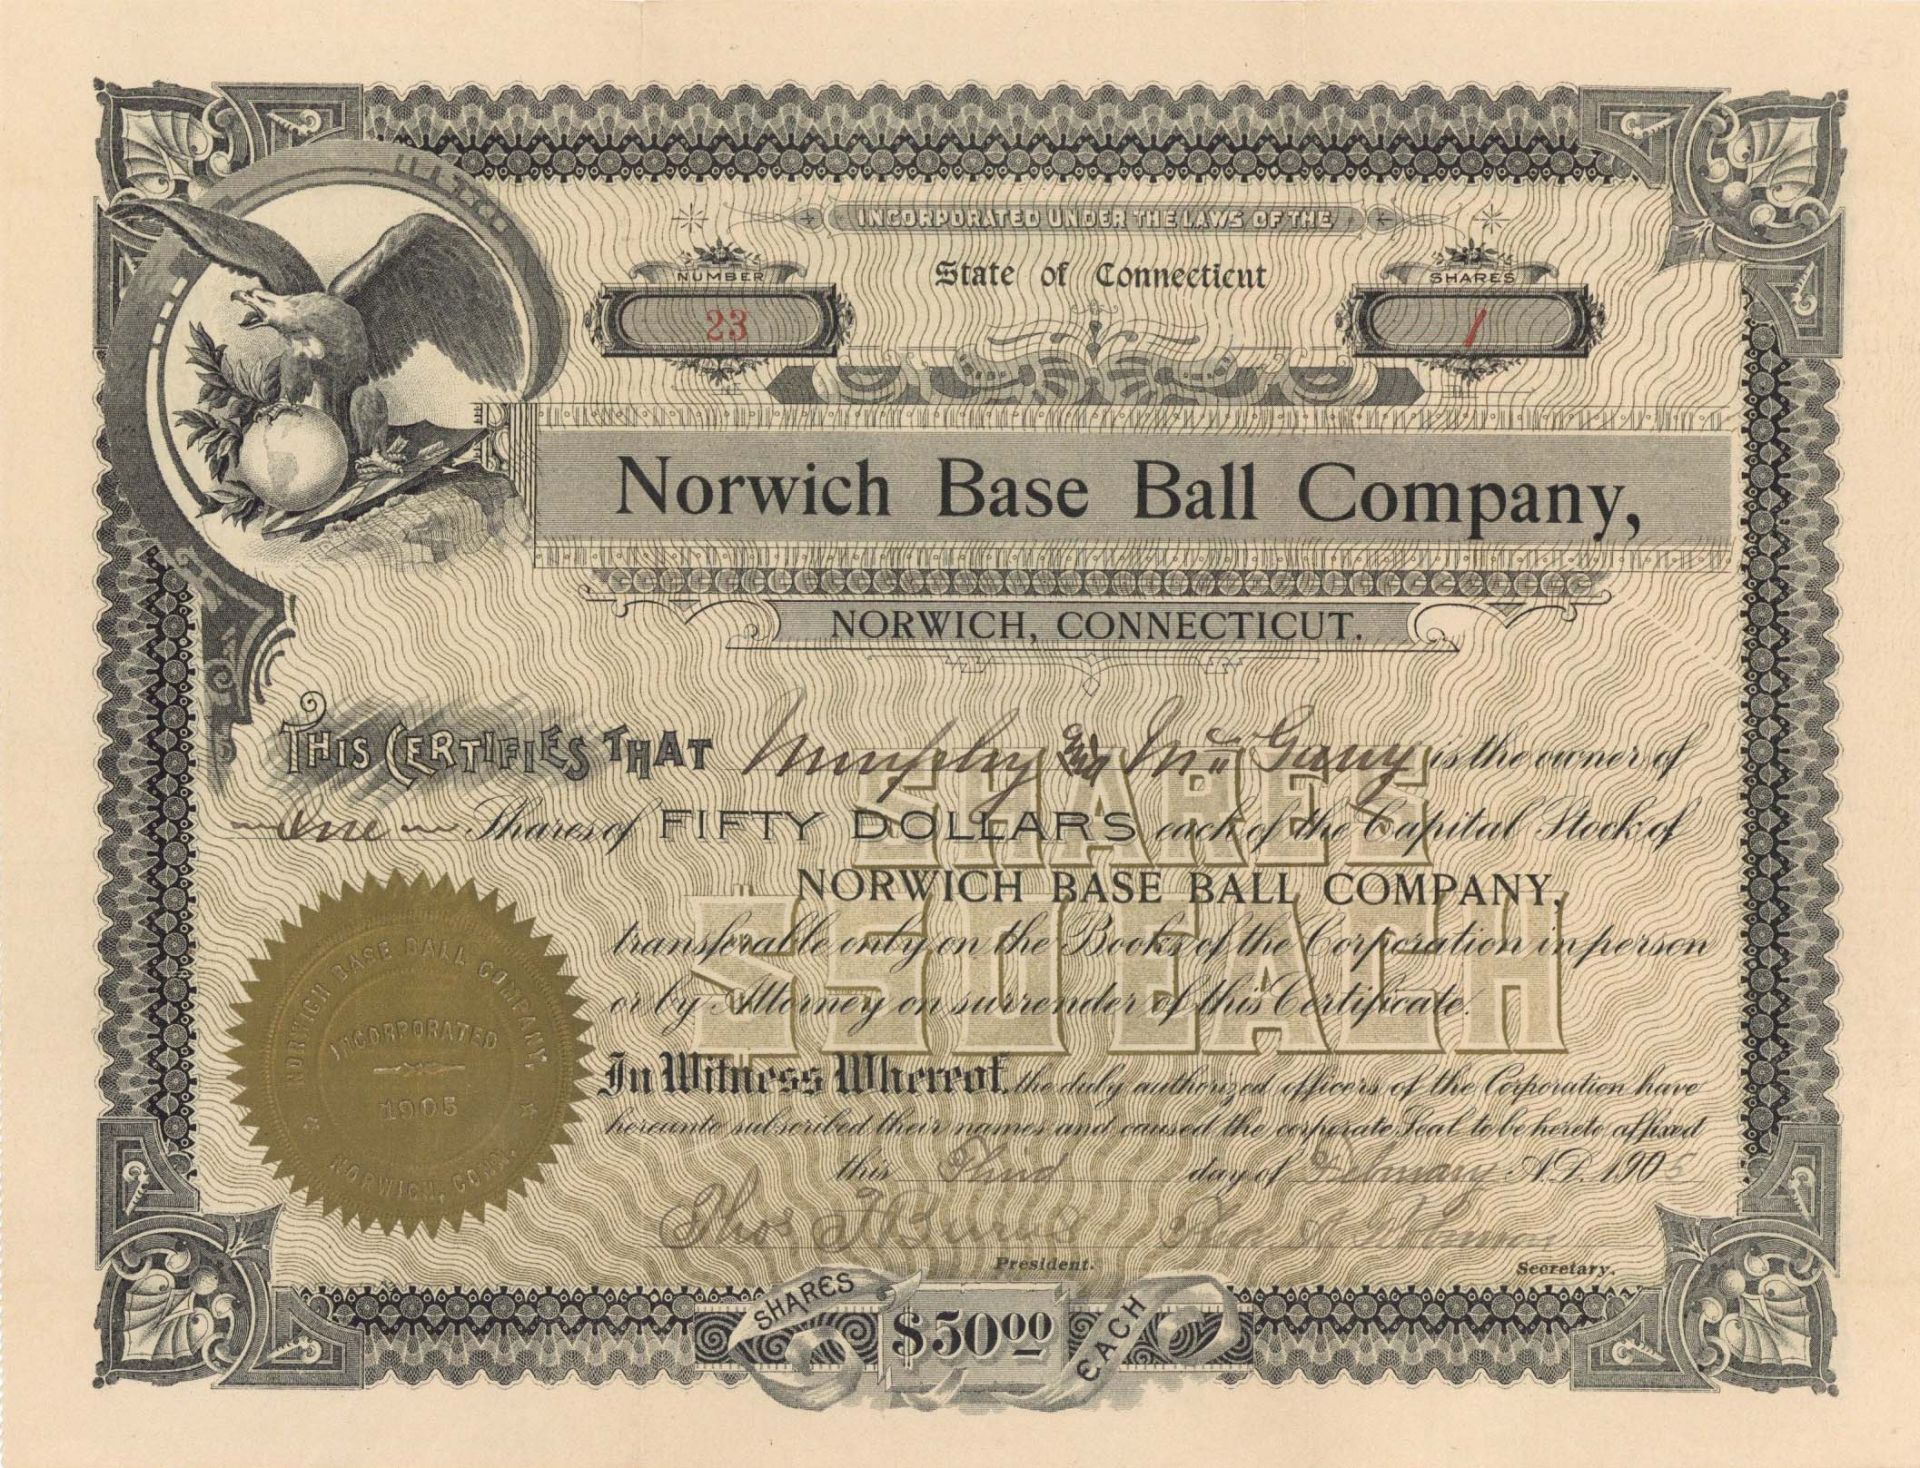 INCORPORATED UNDER THE LAWS OF THE
NUMBER
State of Connecticut
SHARES
23
1
Norwich Base Ball Company,
NORWICH, CONNECTICUT.
THIS CERTIFIES THAT Murphy & McGarry is the owner of
One Shares of FIFTY DOLLARS each of the Capital Stock of
NORWICH BASE BALL COMPANY,
transferable only on the Books of the Corporation in person
or by Attorney on surrender of this Certificate.
SHARES
$50 EACH
In Witness Whereof, the duly authorized officers of the Corporation have
hereunto subscribed their names and caused the corporate Seal to be hereto affixed
this Third day of February A.D. 1905
Thos F Burns
President.
Secretary.
NORWICH BASE BALL COMPANY,
INCORPORATED
1905
NORWICH, CONN.
SHARES $50.00 EACH